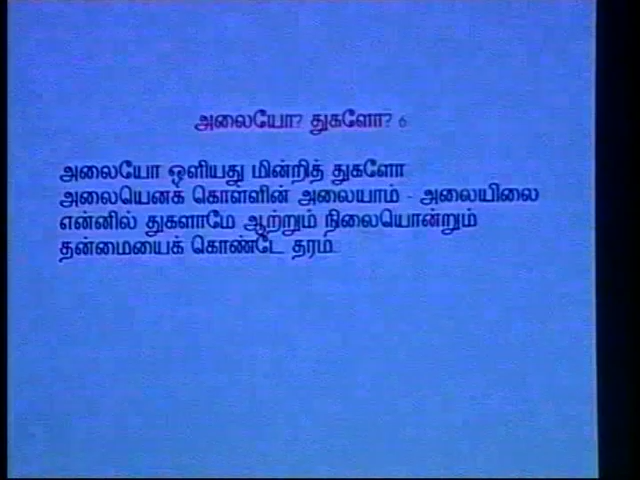 அலையோ? துகளோ? 6
அலையோ ஒளியது மின்றித் துகளோ
அலையெனக் கொள்ளின் அலையாம் - அலையிலை
என்னில் துகளாமே ஆற்றும் நிலையொன்றும்
தன்மையைக் கொண்டே தரம்.